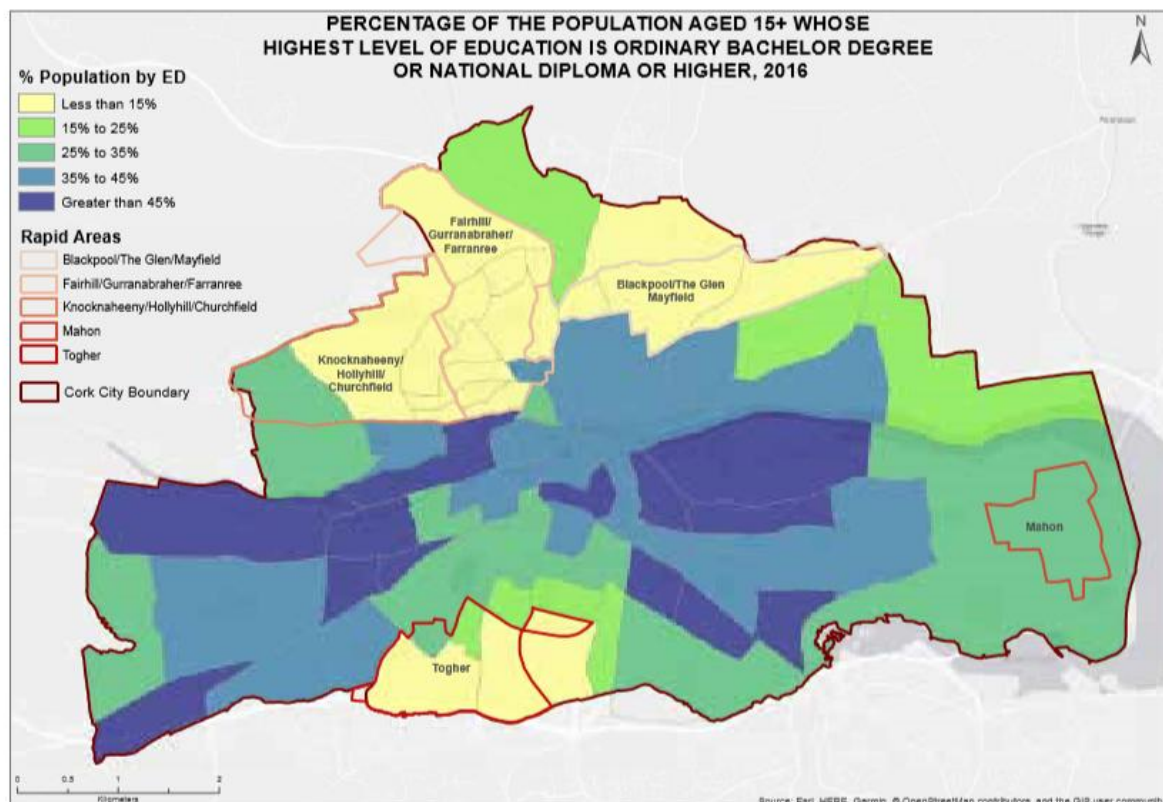 PERCENTAGE OF THE POPULATION AGED 15+ WHOSE
HIGHEST LEVEL OF EDUCATION IS ORDINARY BACHELOR DEGREE
OR NATIONAL DIPLOMA OR HIGHER, 2016
N
% Population by ED
Less than 15%
15% to 25%
25% to 35%
35% to 45%
Greater than 45%
Rapid Areas
Blackpool/The Glen/Mayfield
Fairhill/Gurranabraher/Farranree
Knocknaheeny/Hollyhill/Churchfield
Mahon
Togher
Cork City Boundary
Fairhill/
Gurranabraher/
Farranree
Blackpool/The Glen
Mayfield
Knocknaheeny/
Hollyhill/
Churchfield
Mahon
Togher
0 0.5 1 2
Kilometers
Source: Esri, HERE, Garmin, © OpenStreetMap contributors, and the GIS user community